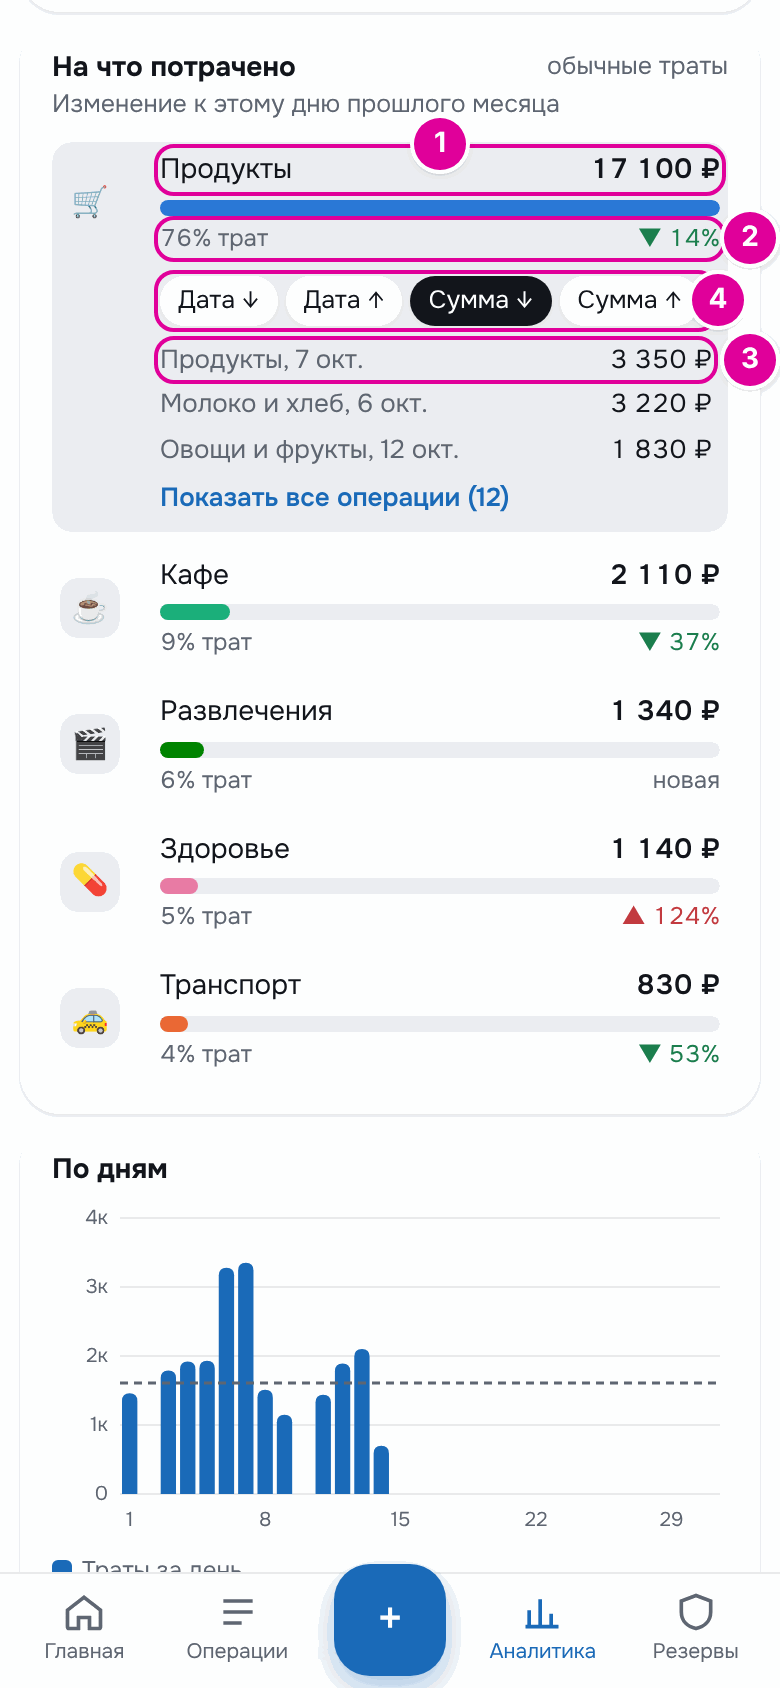 На что потрачено обычные траты
Изменение к этому дню прошлого месяца
1
Продукты 17 100 ₽
76% трат ▼ 14% 2
Дата ↓ Дата ↑ Сумма ↓ Сумма ↑ 4
Продукты, 7 окт. 3 350 ₽ 3
Молоко и хлеб, 6 окт. 3 220 ₽
Овощи и фрукты, 12 окт. 1 830 ₽
Показать все операции (12)
Кафе 2 110 ₽
9% трат ▼ 37%
Развлечения 1 340 ₽
6% трат новая
Здоровье 1 140 ₽
5% трат ▲ 124%
Транспорт 830 ₽
4% трат ▼ 53%
По дням
4к
3к
2к
1к
0
1 8 15 22 29
Траты за день
+
Главная Операции Аналитика Резервы